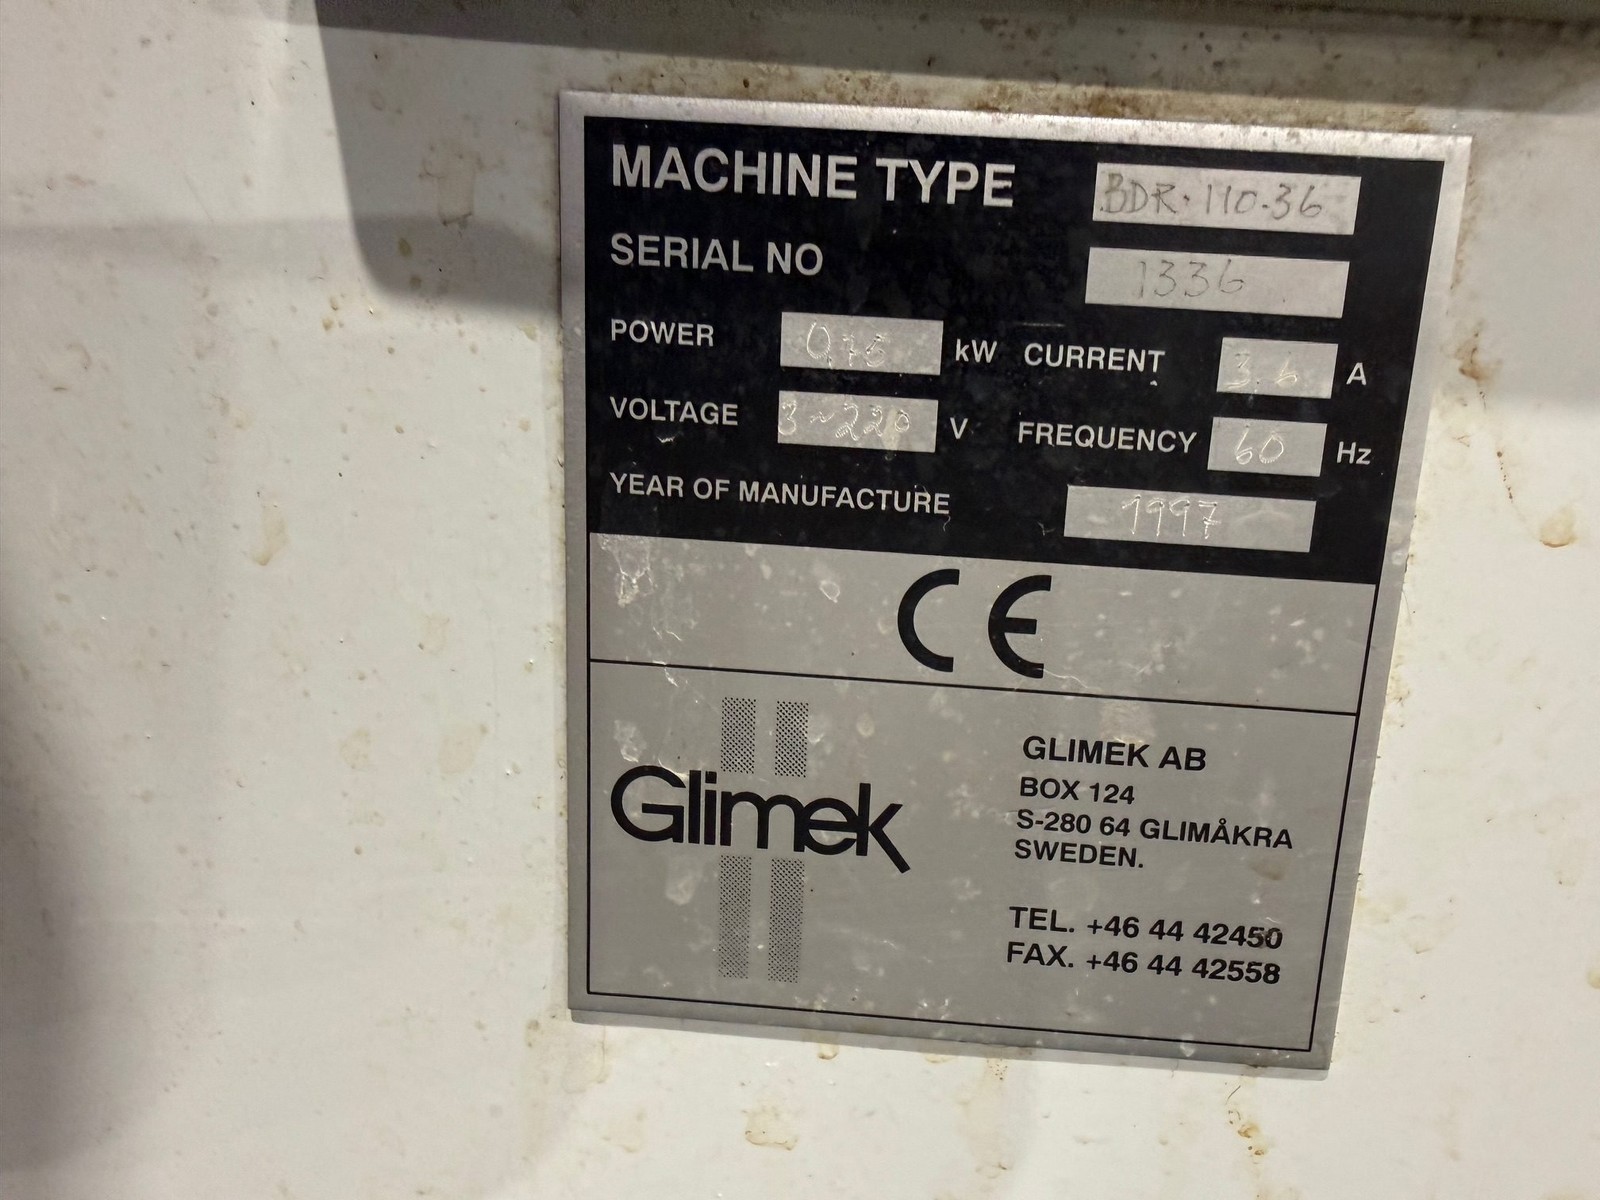 MACHINE TYPE BDR·110-36
SERIAL NO 1336
POWER 0,75 kW CURRENT 3.6 A
VOLTAGE 3~220 V FREQUENCY 60 Hz
YEAR OF MANUFACTURE 1997
CE
Glimek
GLIMEK AB
BOX 124
S-280 64 GLIMÅKRA
SWEDEN.
TEL. +46 44 42450
FAX. +46 44 42558